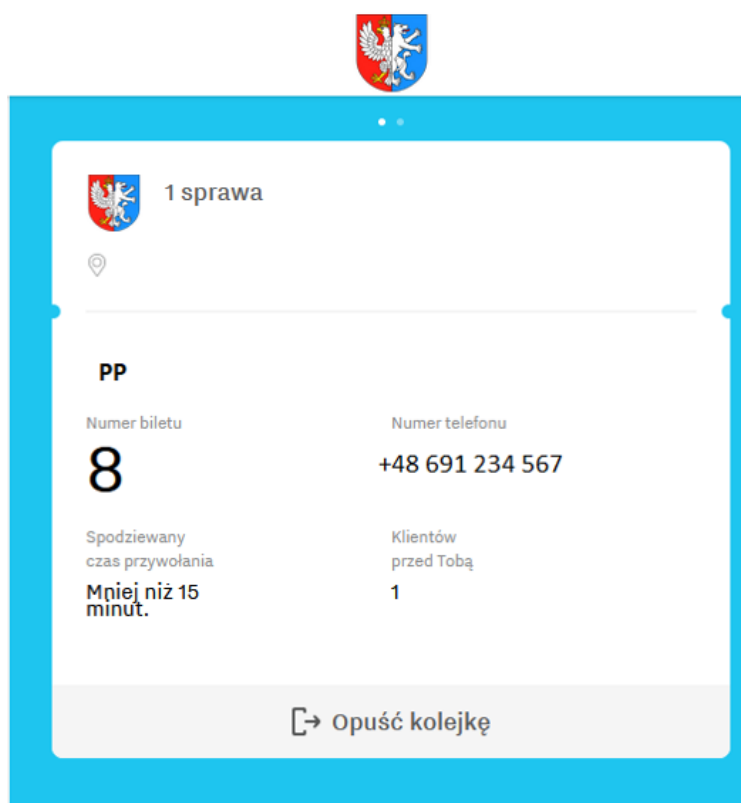 1 sprawa
PP
Numer biletu
Numer telefonu
8
+48 691 234 567
Spodziewany
czas przywołania
Klientów
przed Tobą
Mniej niż 15
minut.
1
Opuść kolejkę